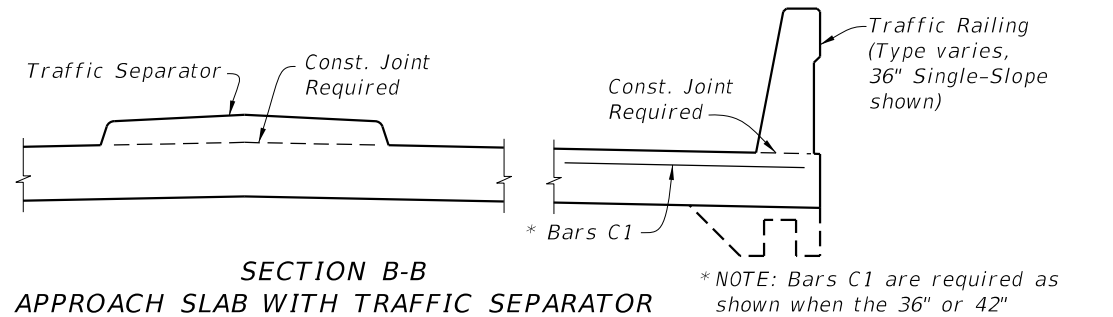 Traffic Separator
Const. Joint
Required
Const. Joint
Required
Traffic Railing
(Type varies,
36" Single-Slope
shown)
* Bars C1
SECTION B-B
APPROACH SLAB WITH TRAFFIC SEPARATOR
* NOTE: Bars C1 are required as
shown when the 36" or 42"